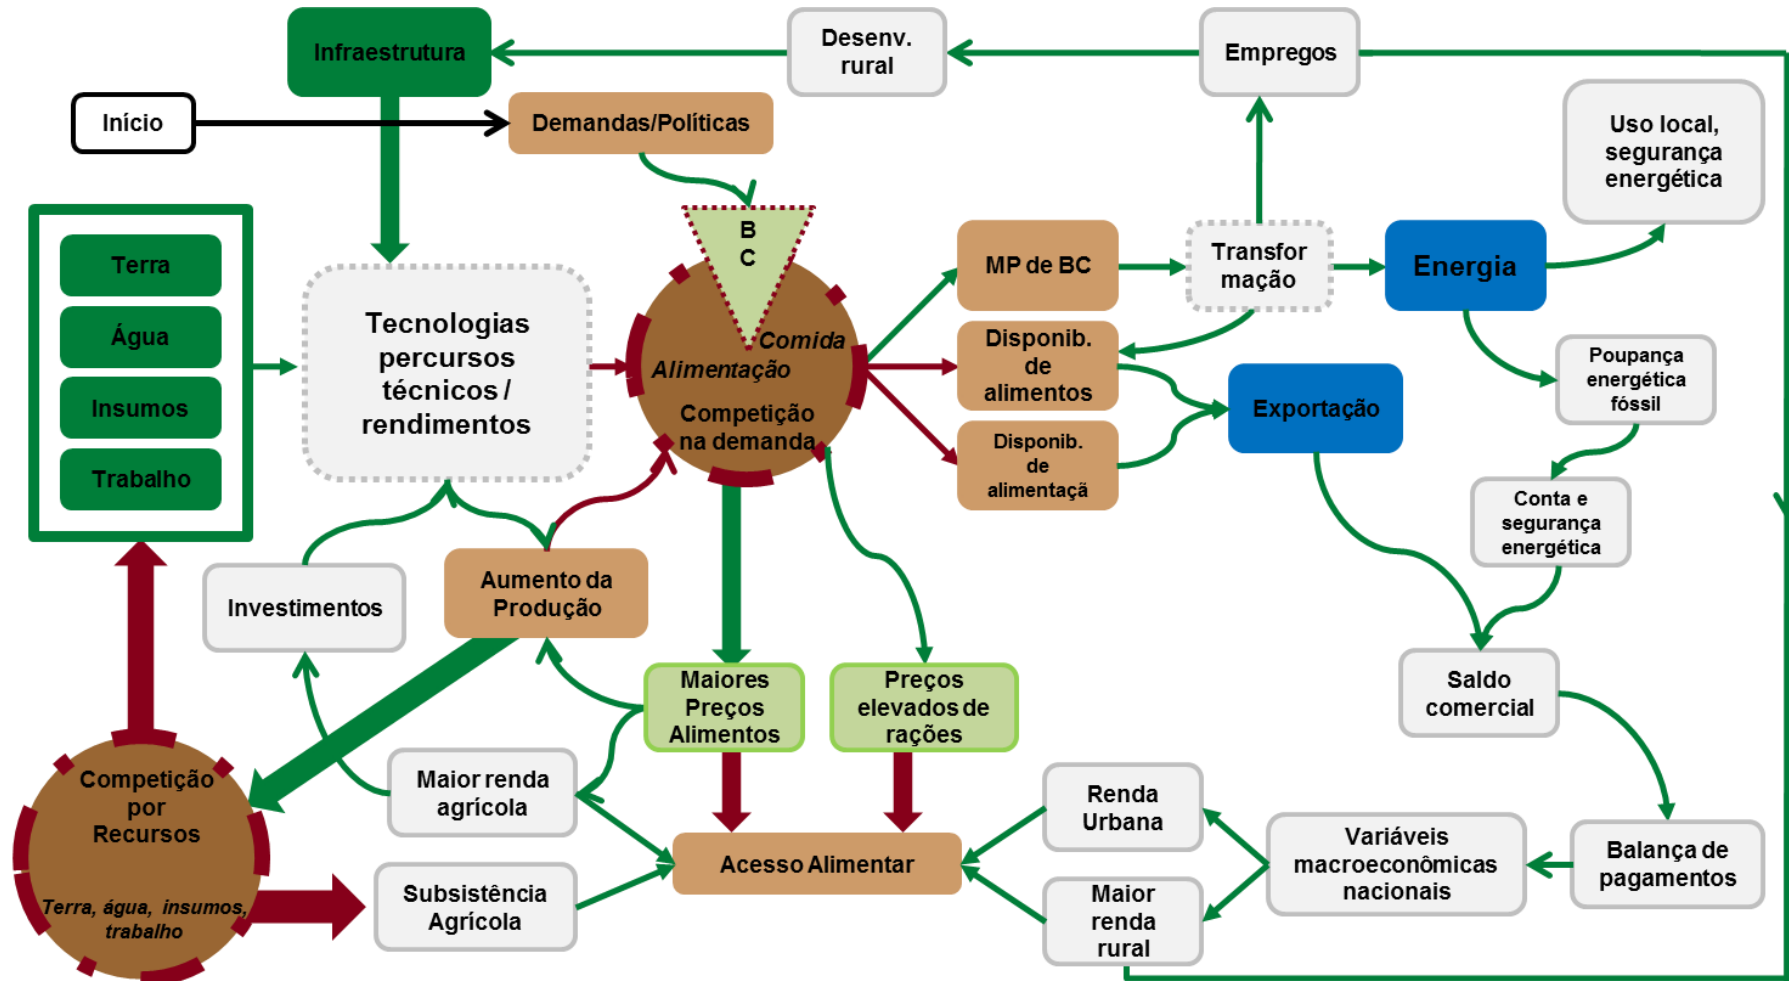 Infraestrutura
Desenv.
rural
Empregos
Início
Demandas/Políticas
Uso local,
segurança
energética
B
C
Terra
Água
Insumos
Trabalho
Tecnologias
percursos
técnicos /
rendimentos
Comida
Alimentação
Competição
na demanda
MP de BC
Transfor
mação
Energia
Disponib.
de
alimentos
Exportação
Disponib.
de
alimentaçã
Poupança
energética
fóssil
Conta e
segurança
energética
Investimentos
Aumento da
Produção
Maiores
Preços
Alimentos
Preços
elevados de
rações
Saldo
comercial
Competição
por
Recursos
Terra, água, insumos,
trabalho
Maior renda
agrícola
Subsistência
Agrícola
Acesso Alimentar
Renda
Urbana
Maior
renda
rural
Variáveis
macroeconômicas
nacionais
Balança de
pagamentos